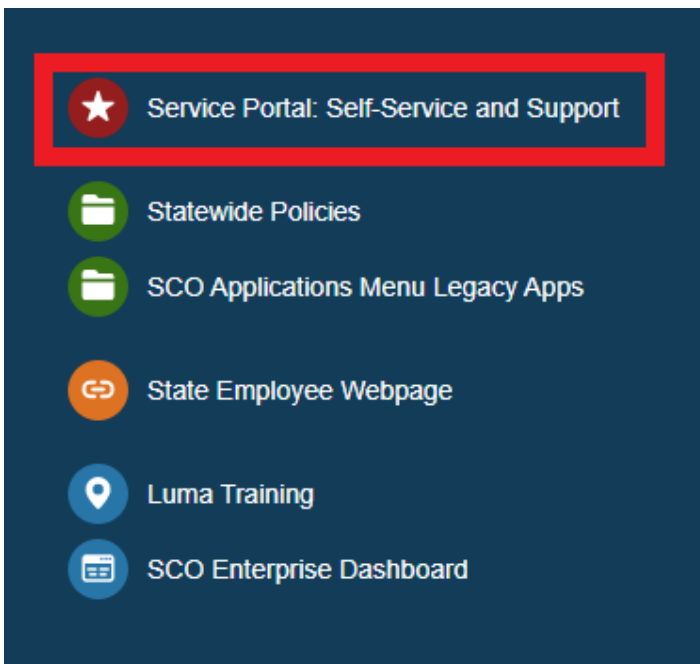 Service Portal: Self-Service and Support
Statewide Policies
SCO Applications Menu Legacy Apps
State Employee Webpage
Luma Training
SCO Enterprise Dashboard